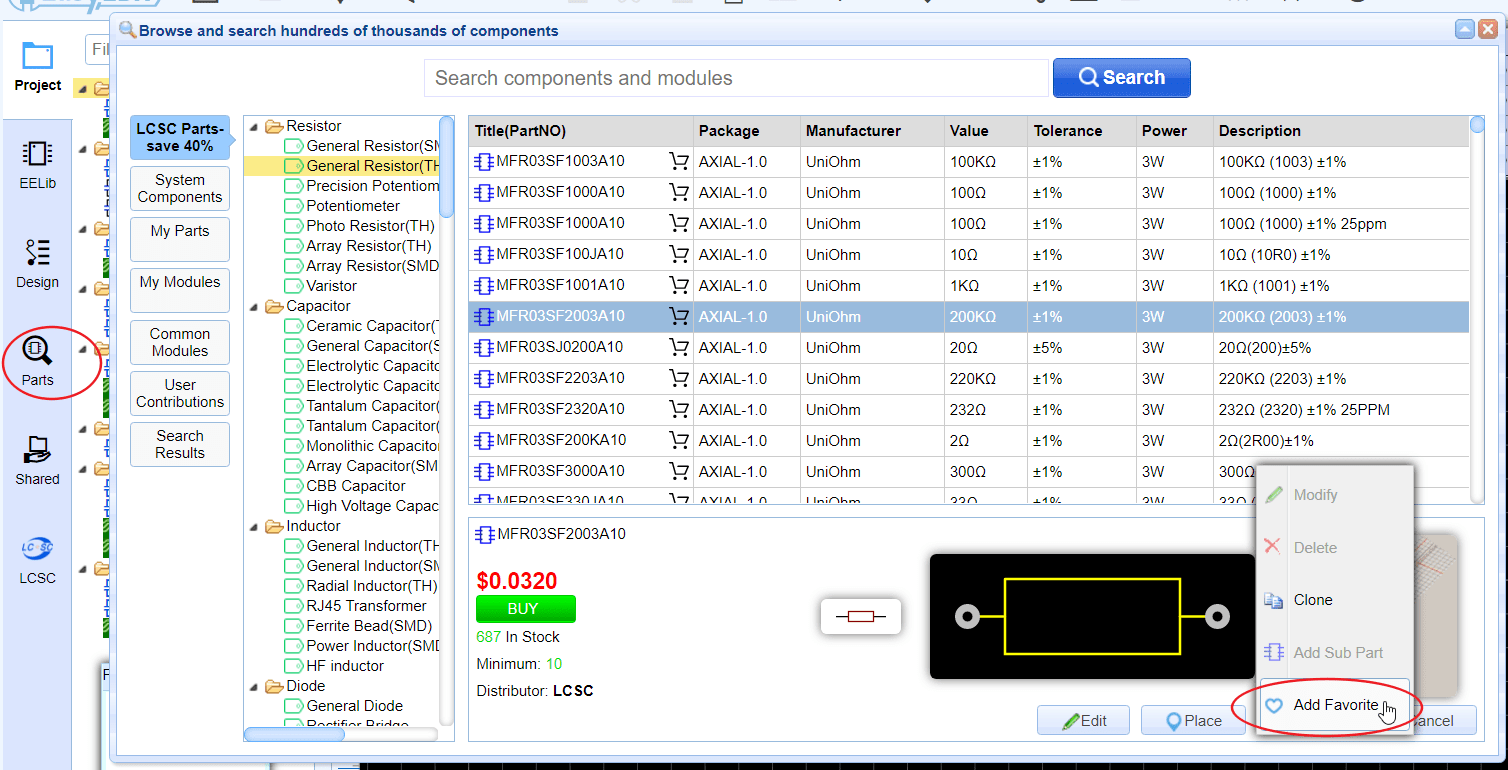 Browse and search hundreds of thousands of components
Fil
Project
EELib
Design
Parts
Shared
LCSC
LCSC
Search components and modules
Search
LCSC Parts-
save 40%
System
Components
My Parts
My Modules
Common
Modules
User
Contributions
Search
Results
Resistor
General Resistor(SM
General Resistor(TH
Precision Potentiom
Potentiometer
Photo Resistor(TH)
Array Resistor(TH)
Array Resistor(SMD
Varistor
Capacitor
Ceramic Capacitor(T
General Capacitor(S
Electrolytic Capacito
Electrolytic Capacito
Tantalum Capacitor(
Tantalum Capacitor(
Monolithic Capacitor
Array Capacitor(SM
CBB Capacitor
High Voltage Capac
Inductor
General Inductor(TH
General Inductor(SM
Radial Inductor(TH)
RJ45 Transformer
Ferrite Bead(SMD)
Power Inductor(SMD
HF inductor
Diode
General Diode
Rectifier Bridge
Title(PartNO) Package Manufacturer Value Tolerance Power Description
MFR03SF1003A10 AXIAL-1.0 UniOhm 100KΩ ±1% 3W 100KΩ (1003) ±1%
MFR03SF1000A10 AXIAL-1.0 UniOhm 100Ω ±1% 3W 100Ω (1000) ±1%
MFR03SF1000A10 AXIAL-1.0 UniOhm 100Ω ±1% 3W 100Ω (1000) ±1% 25ppm
MFR03SF100JA10 AXIAL-1.0 UniOhm 10Ω ±1% 3W 10Ω (10R0) ±1%
MFR03SF1001A10 AXIAL-1.0 UniOhm 1KΩ ±1% 3W 1KΩ (1001) ±1%
MFR03SF2003A10 AXIAL-1.0 UniOhm 200KΩ ±1% 3W 200KΩ (2003) ±1%
MFR03SJ0200A10 AXIAL-1.0 UniOhm 20Ω ±5% 3W 20Ω(200)±5%
MFR03SF2203A10 AXIAL-1.0 UniOhm 220KΩ ±1% 3W 220KΩ (2203) ±1%
MFR03SF2320A10 AXIAL-1.0 UniOhm 232Ω ±1% 3W 232Ω (2320) ±1% 25PPM
MFR03SF200KA10 AXIAL-1.0 UniOhm 2Ω ±1% 3W 2Ω(2R00)±1%
MFR03SF3000A10 AXIAL-1.0 UniOhm 300Ω ±1% 3W 300Ω
MFR03SF330JA10 AXIAL-1.0 UniOhm 33Ω ±1% 3W 33Ω
MFR03SF2003A10
$0.0320
BUY
687 In Stock
Minimum: 10
Distributor: LCSC
Edit
Place
Cancel
Modify
Delete
Clone
Add Sub Part
Add Favorite